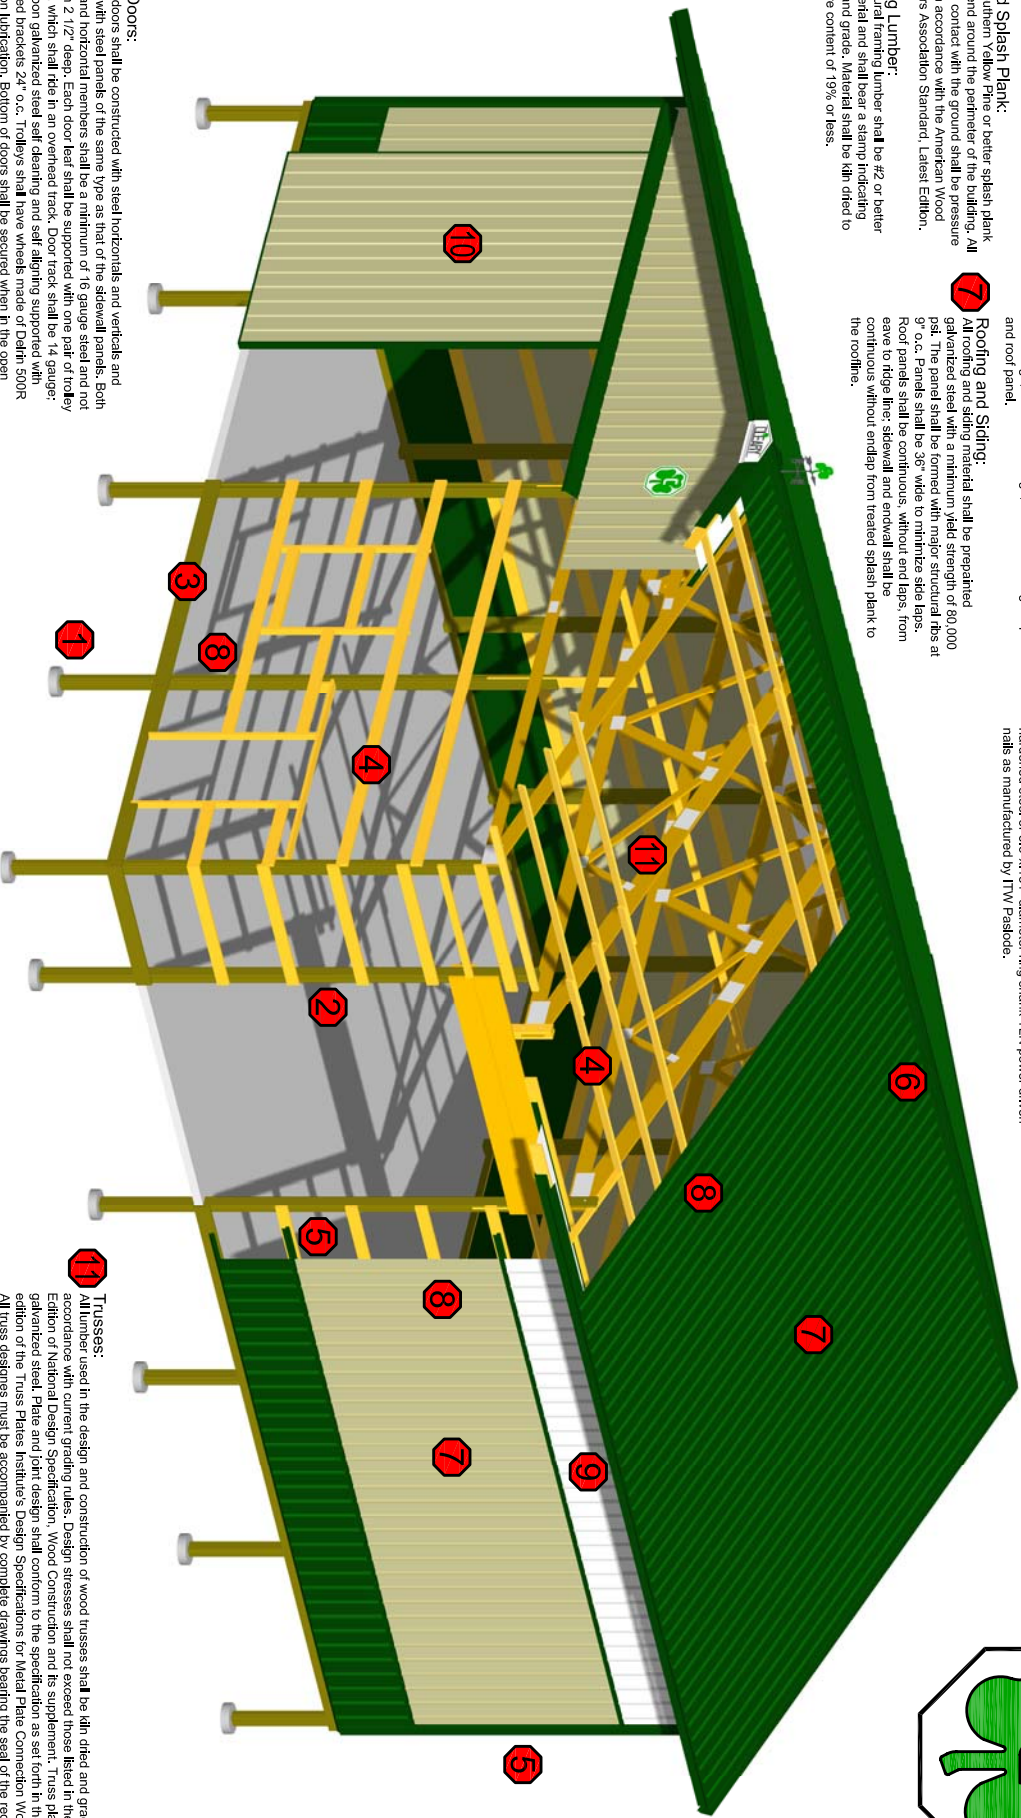 d Splash Plank:
uthern Yellow Pine or better splash plank
end around the perimeter of the building. All
contact with the ground shall be pressure
n accordance with the American Wood
rs Association Standard, Latest Edition.
g Lumber:
ural framing lumber shall be #2 or better
erial and shall bear a stamp indicating
and grade. Material shall be kiln dried to
e content of 19% or less.
and roof panel.
7
Roofing and Siding:
All roofing and siding material shall be prepainted
galvanized steel with a minimum yield strength of 80,000
psi. The panel shall be formed with major structural ribs at
9" o.c. Panels shall be 36" wide to minimize side laps.
Roof panels shall be continuous, without end laps, from
eave to ridge line; sidewall and endwall shall be
continuous without endlap from treated splash plank to
the roofline.
nails as manufactured by ITW Paslode.
CLEARY
10
3
8
1
4
11
2
4
6
8
5
8
7
7
9
5
Doors:
doors shall be constructed with steel horizontals and verticals and
with steel panels of the same type as that of the sidewall panels. Both
and horizontal members shall be a minimum of 16 gauge steel and not
n 2 1/2" deep. Each door leaf shall be supported with one pair of trolley
which shall ride in an overhead track. Door track shall be 14 gauge;
oon galvanized steel self cleaning and self aligning supported with
ed brackets 24" o.c. Trolleys shall have wheels made of Delrin 500R
on lubrication. Bottom of doors shall be secured when in the open
11
Trusses:
All lumber used in the design and construction of wood trusses shall be kiln dried and gra
accordance with current grading rules. Design stresses shall not exceed those listed in the
Edition of National Design Specification, Wood Construction and its supplement. Truss pla
galvanized steel. Plate and joint design shall conform to the specification as set forth in th
edition of the Truss Plates Institute's Design Specifications for Metal Plate Connection Wo
All truss designes must be accompanied by complete drawings bearing the seal of the reg